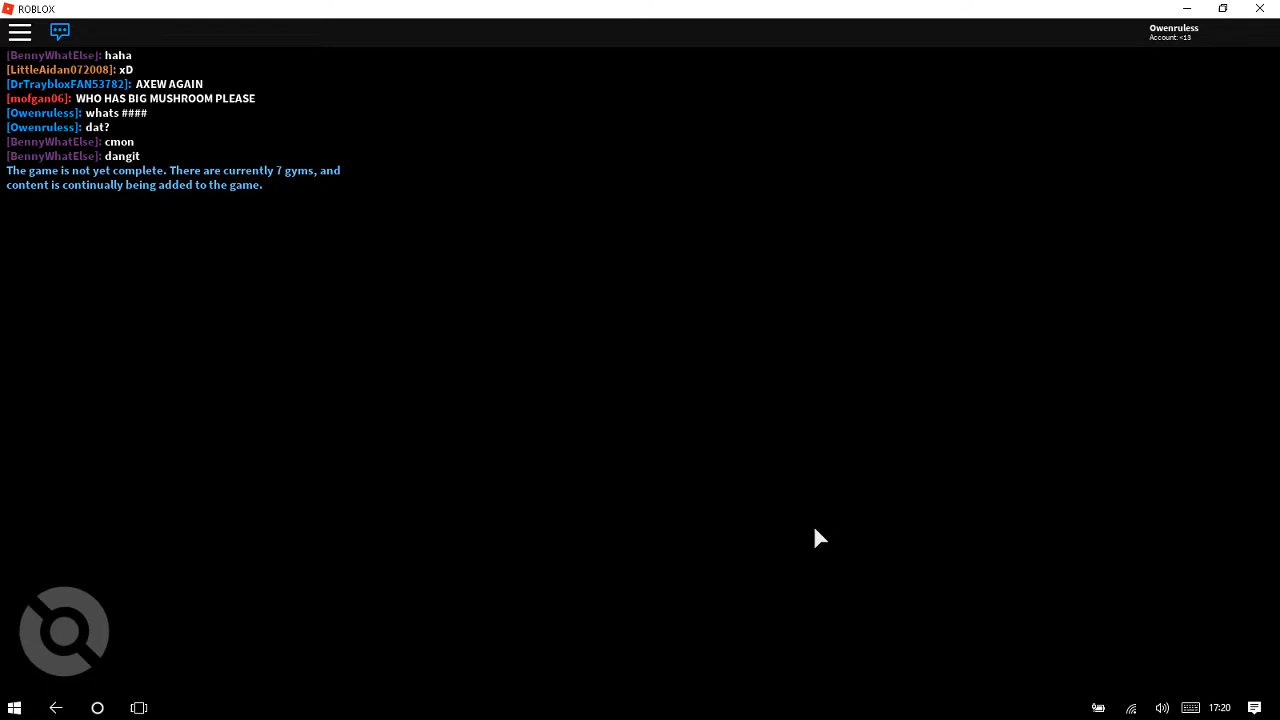 ROBLOX
Owenruless
Account: <13
[BennyWhatElse]: haha
[LittleAidan072008]: xD
[DrTraybloxFAN53782]: AXEW AGAIN
[mofgan06]: WHO HAS BIG MUSHROOM PLEASE
[Owenruless]: whats ####
[Owenruless]: dat?
[BennyWhatElse]: cmon
[BennyWhatElse]: dangit
The game is not yet complete. There are currently 7 gyms, and
content is continually being added to the game.
17:20